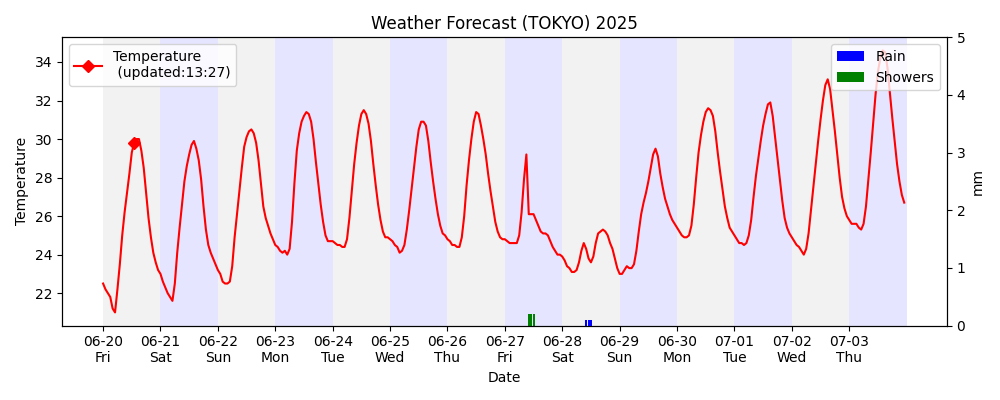 Weather Forecast (TOKYO) 2025
Temperature
(updated:13:27)
Rain
Showers
Temperature
34
32
30
28
26
24
22
5
4
3
2
1
0
mm
06-20 06-21 06-22 06-23 06-24 06-25 06-26 06-27 06-28 06-29 06-30 07-01 07-02 07-03
Fri Sat Sun Mon Tue Wed Thu Fri Sat Sun Mon Tue Wed Thu
Date